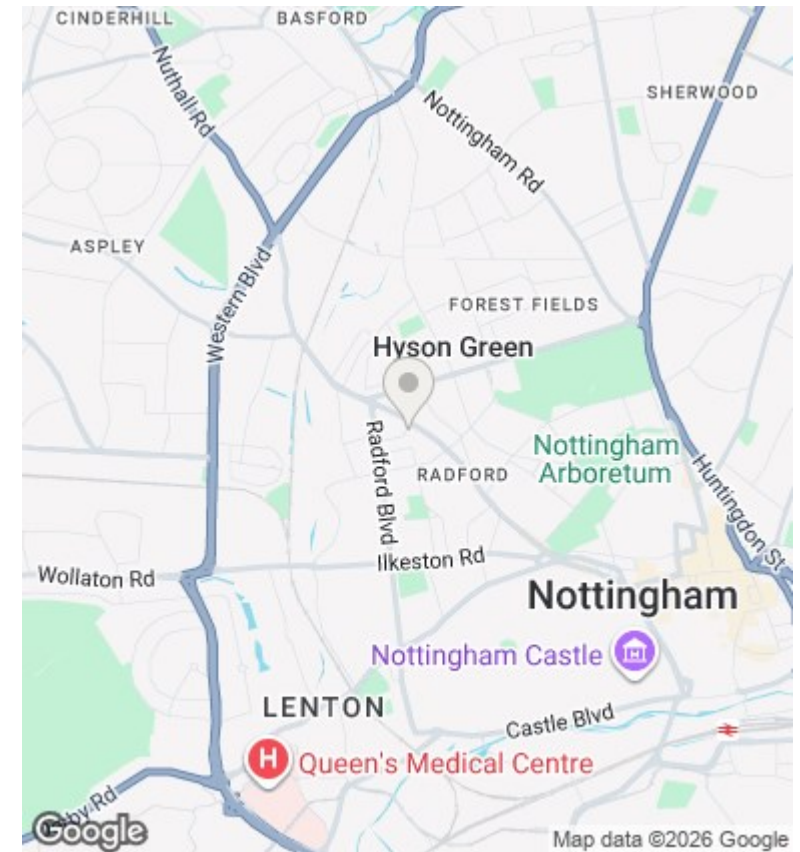 CINDERHILL
BASFORD
Nuthall Rd
Nottingham Rd
SHERWOOD
ASPLEY
Western Blvd
FOREST FIELDS
Hyson Green
Nottingham
Arboretum
Radford Blvd
RADFORD
Huntingdon St
Ilkeston Rd
Wollaton Rd
Nottingham
Nottingham Castle
LENTON
Castle Blvd
H
Queen's Medical Centre
Rd
Google
Map data ©2026 Google